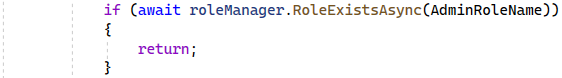 if (await roleManager.RoleExistsAsync(AdminRoleName))
{
    return;
}